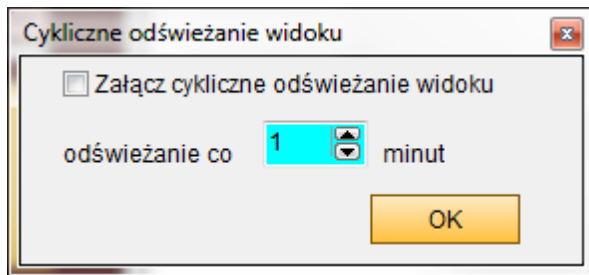 Cykliczne odświeżanie widoku
Załącz cykliczne odświeżanie widoku
odświeżanie co 1 minut
OK